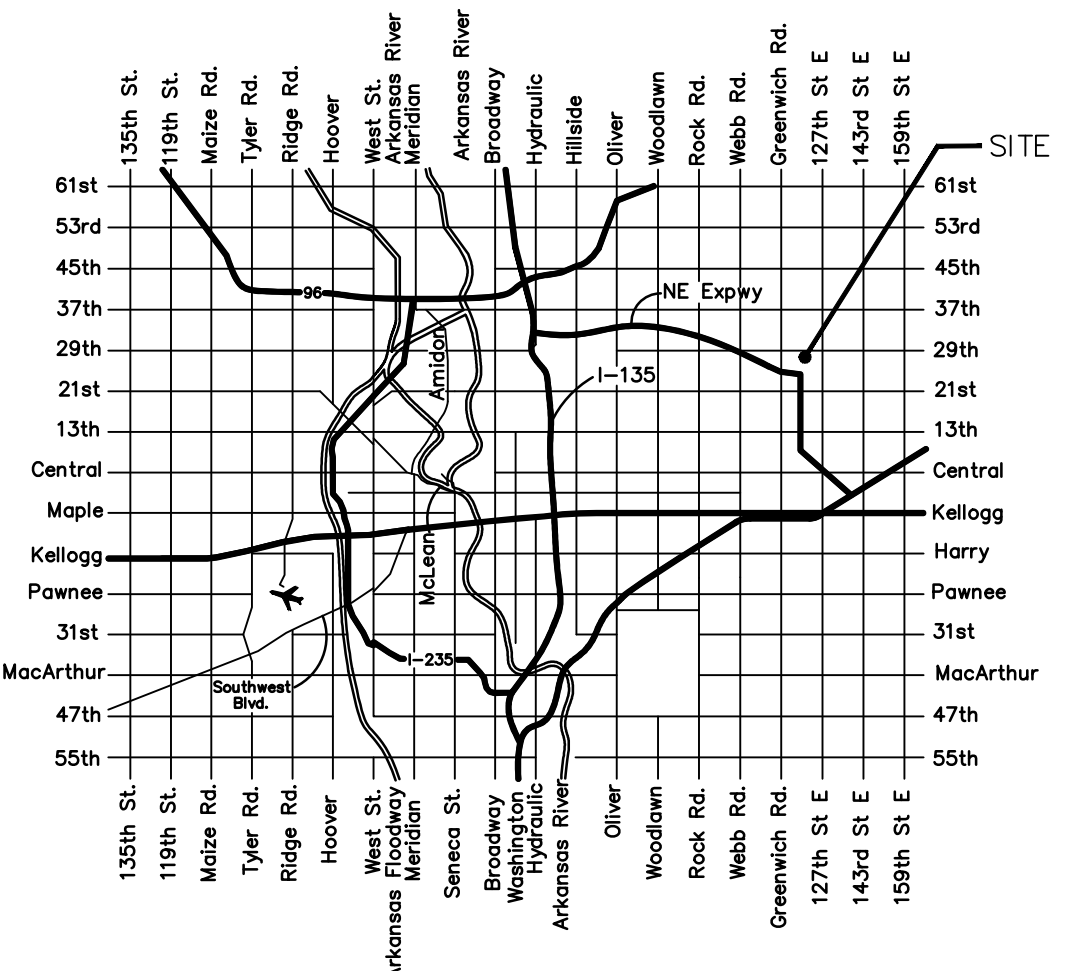 135th St.
119th St.
Maize Rd.
Tyler Rd.
Ridge Rd.
Hoover
West St.
Arkansas River
Meridian
Arkansas River
Broadway
Hydraulic
Hillside
Oliver
Woodlawn
Rock Rd.
Webb Rd.
Greenwich Rd.
127th St E
143rd St E
159th St E
SITE
61st
53rd
45th
37th
29th
21st
13th
Central
Maple
Kellogg
Pawnee
31st
MacArthur
47th
55th
96
NE Expwy
Amidon
I-135
McLean
I-235
Southwest
Blvd.
61st
53rd
45th
37th
29th
21st
13th
Central
Kellogg
Harry
Pawnee
31st
MacArthur
47th
55th
135th St.
119th St.
Maize Rd.
Tyler Rd.
Ridge Rd.
Hoover
West St.
Arkansas Floodway
Meridian
Seneca St.
Broadway
Washington
Hydraulic
Arkansas River
Oliver
Woodlawn
Rock Rd.
Webb Rd.
Greenwich Rd.
127th St E
143rd St E
159th St E